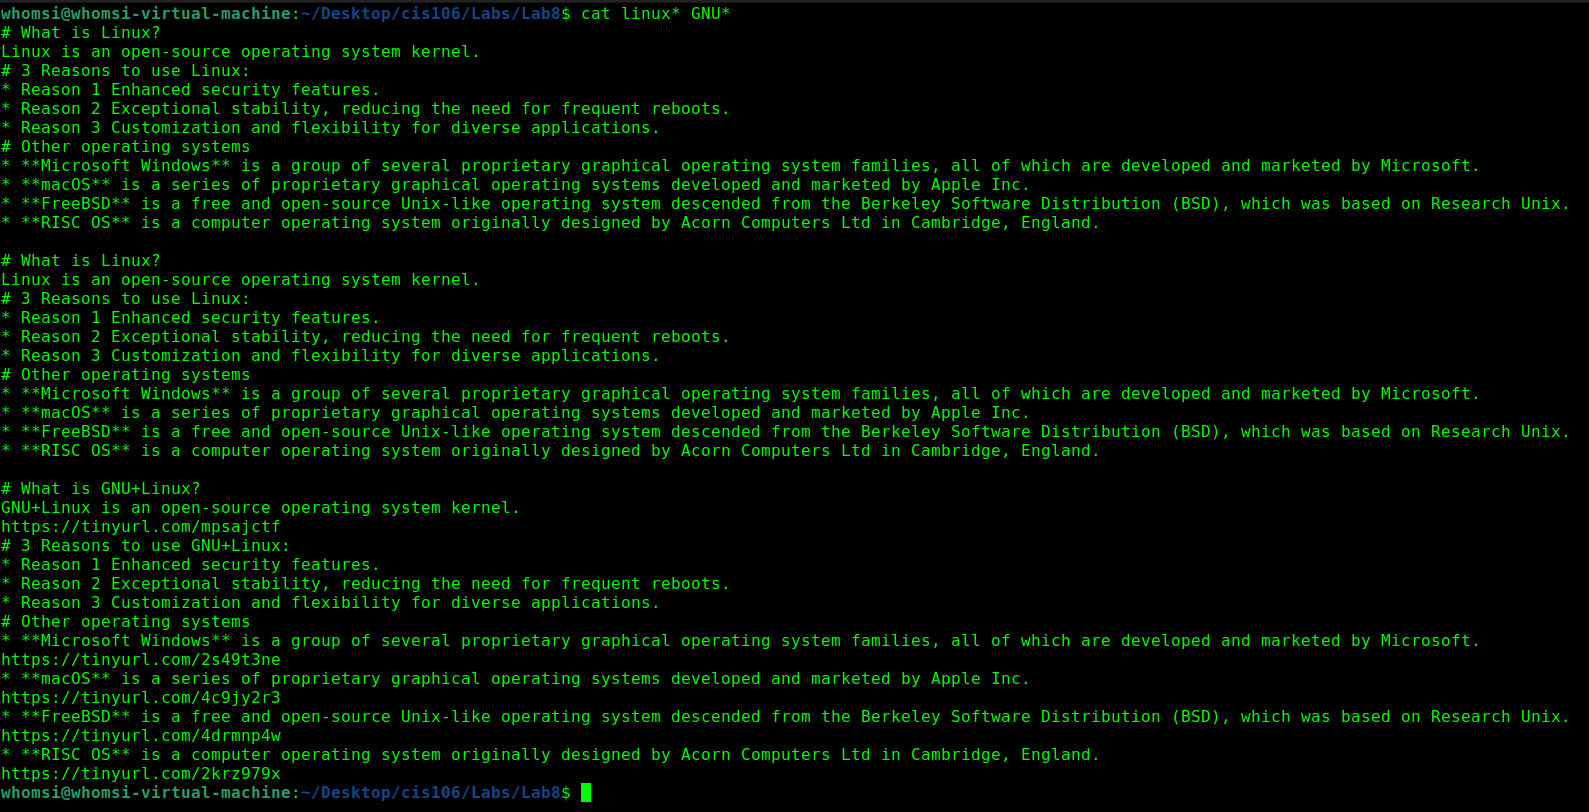 whomsi@whomsi-virtual-machine:~/Desktop/cis106/Labs/Lab8$ cat linux* GNU*
# What is Linux?
Linux is an open-source operating system kernel.
# 3 Reasons to use Linux:
* Reason 1 Enhanced security features.
* Reason 2 Exceptional stability, reducing the need for frequent reboots.
* Reason 3 Customization and flexibility for diverse applications.
# Other operating systems
* **Microsoft Windows** is a group of several proprietary graphical operating system families, all of which are developed and marketed by Microsoft.
* **macOS** is a series of proprietary graphical operating systems developed and marketed by Apple Inc.
* **FreeBSD** is a free and open-source Unix-like operating system descended from the Berkeley Software Distribution (BSD), which was based on Research Unix.
* **RISC OS** is a computer operating system originally designed by Acorn Computers Ltd in Cambridge, England.

# What is Linux?
Linux is an open-source operating system kernel.
# 3 Reasons to use Linux:
* Reason 1 Enhanced security features.
* Reason 2 Exceptional stability, reducing the need for frequent reboots.
* Reason 3 Customization and flexibility for diverse applications.
# Other operating systems
* **Microsoft Windows** is a group of several proprietary graphical operating system families, all of which are developed and marketed by Microsoft.
* **macOS** is a series of proprietary graphical operating systems developed and marketed by Apple Inc.
* **FreeBSD** is a free and open-source Unix-like operating system descended from the Berkeley Software Distribution (BSD), which was based on Research Unix.
* **RISC OS** is a computer operating system originally designed by Acorn Computers Ltd in Cambridge, England.

# What is GNU+Linux?
GNU+Linux is an open-source operating system kernel.
https://tinyurl.com/mpsajctf
# 3 Reasons to use GNU+Linux:
* Reason 1 Enhanced security features.
* Reason 2 Exceptional stability, reducing the need for frequent reboots.
* Reason 3 Customization and flexibility for diverse applications.
# Other operating systems
* **Microsoft Windows** is a group of several proprietary graphical operating system families, all of which are developed and marketed by Microsoft.
https://tinyurl.com/2s49t3ne
* **macOS** is a series of proprietary graphical operating systems developed and marketed by Apple Inc.
https://tinyurl.com/4c9jy2r3
* **FreeBSD** is a free and open-source Unix-like operating system descended from the Berkeley Software Distribution (BSD), which was based on Research Unix.
https://tinyurl.com/4drmnp4w
* **RISC OS** is a computer operating system originally designed by Acorn Computers Ltd in Cambridge, England.
https://tinyurl.com/2krz979x
whomsi@whomsi-virtual-machine:~/Desktop/cis106/Labs/Lab8$